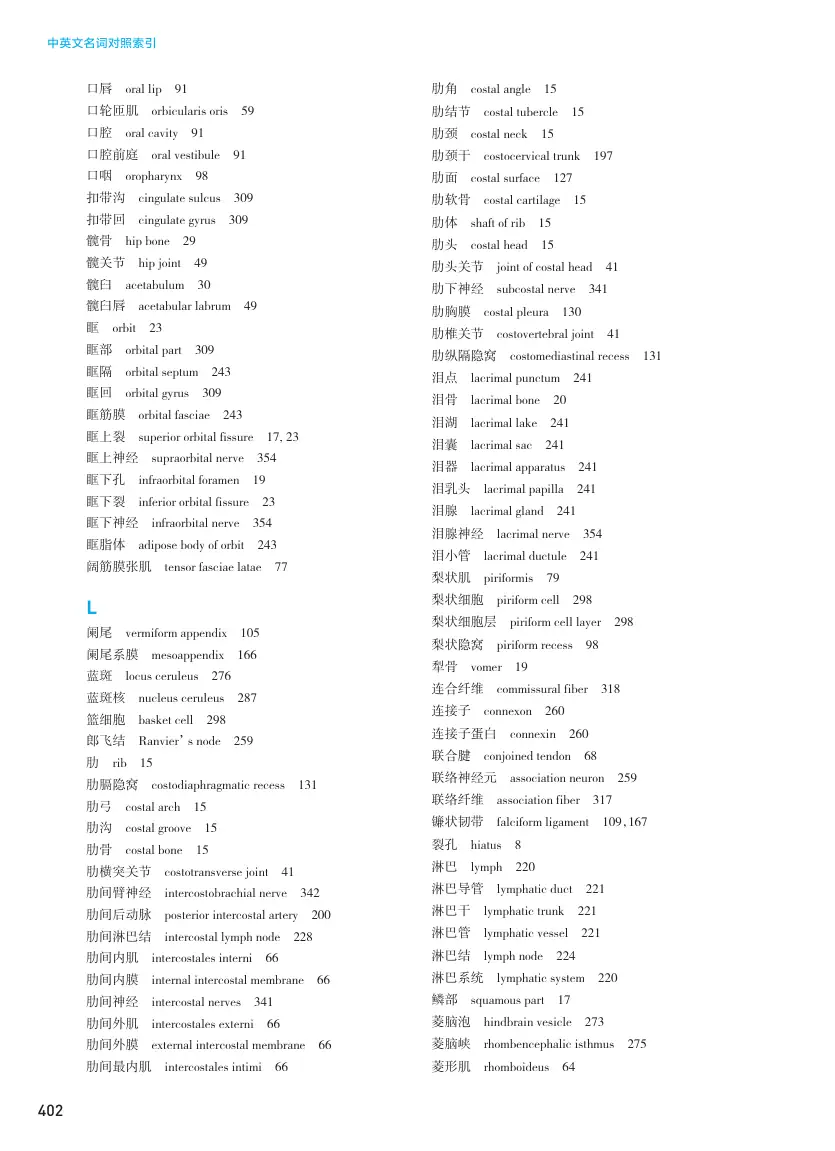 中英文名词对照索引
口唇 oral lip 91
口轮匝肌 orbicularis oris 59
口腔 oral cavity 91
口腔前庭 oral vestibule 91
口咽 oropharynx 98
扣带沟 cingulate sulcus 309
扣带回 cingulate gyrus 309
髋骨 hip bone 29
髋关节 hip joint 49
髋臼 acetabulum 30
髋臼唇 acetabular labrum 49
眶 orbit 23
眶部 orbital part 309
眶隔 orbital septum 243
眶回 orbital gyrus 309
眶筋膜 orbital fasciae 243
眶上裂 superior orbital fissure 17, 23
眶上神经 supraorbital nerve 354
眶下孔 infraorbital foramen 19
眶下裂 inferior orbital fissure 23
眶下神经 infraorbital nerve 354
眶脂体 adipose body of orbit 243
阔筋膜张肌 tensor fasciae latae 77
L
阑尾 vermiform appendix 105
阑尾系膜 mesoappendix 166
蓝斑 locus ceruleus 276
蓝斑核 nucleus ceruleus 287
篮细胞 basket cell 298
郎飞结 Ranvier's node 259
肋 rib 15
肋膈隐窝 costodiaphragmatic recess 131
肋弓 costal arch 15
肋沟 costal groove 15
肋骨 costal bone 15
肋横突关节 costotransverse joint 41
肋间臂神经 intercostobrachial nerve 342
肋间后动脉 posterior intercostal artery 200
肋间淋巴结 intercostal lymph node 228
肋间内肌 intercostales interni 66
肋间内膜 internal intercostal membrane 66
肋间神经 intercostal nerves 341
肋间外肌 intercostales externi 66
肋间外膜 external intercostal membrane 66
肋间最内肌 intercostales intimi 66
肋角 costal angle 15
肋结节 costal tubercle 15
肋颈 costal neck 15
肋颈干 costocervical trunk 197
肋面 costal surface 127
肋软骨 costal cartilage 15
肋体 shaft of rib 15
肋头 costal head 15
肋头关节 joint of costal head 41
肋下神经 subcostal nerve 341
肋胸膜 costal pleura 130
肋椎关节 costovertebral joint 41
肋纵隔隐窝 costomediastinal recess 131
泪点 lacrimal punctum 241
泪骨 lacrimal bone 20
泪湖 lacrimal lake 241
泪囊 lacrimal sac 241
泪器 lacrimal apparatus 241
泪乳头 lacrimal papilla 241
泪腺 lacrimal gland 241
泪腺神经 lacrimal nerve 354
泪小管 lacrimal ductule 241
梨状肌 piriformis 79
梨状细胞 piriform cell 298
梨状细胞层 piriform cell layer 298
梨状隐窝 piriform recess 98
犁骨 vomer 19
连合纤维 commissural fiber 318
连接子 connexon 260
连接子蛋白 connexin 260
联合腱 conjoined tendon 68
联络神经元 association neuron 259
联络纤维 association fiber 317
镰状韧带 falciform ligament 109,167
裂孔 hiatus 8
淋巴 lymph 220
淋巴导管 lymphatic duct 221
淋巴干 lymphatic trunk 221
淋巴管 lymphatic vessel 221
淋巴结 lymph node 224
淋巴系统 lymphatic system 220
鳞部 squamous part 17
菱脑泡 hindbrain vesicle 273
菱脑峡 rhombencephalic isthmus 275
菱形肌 rhomboideus 64
402